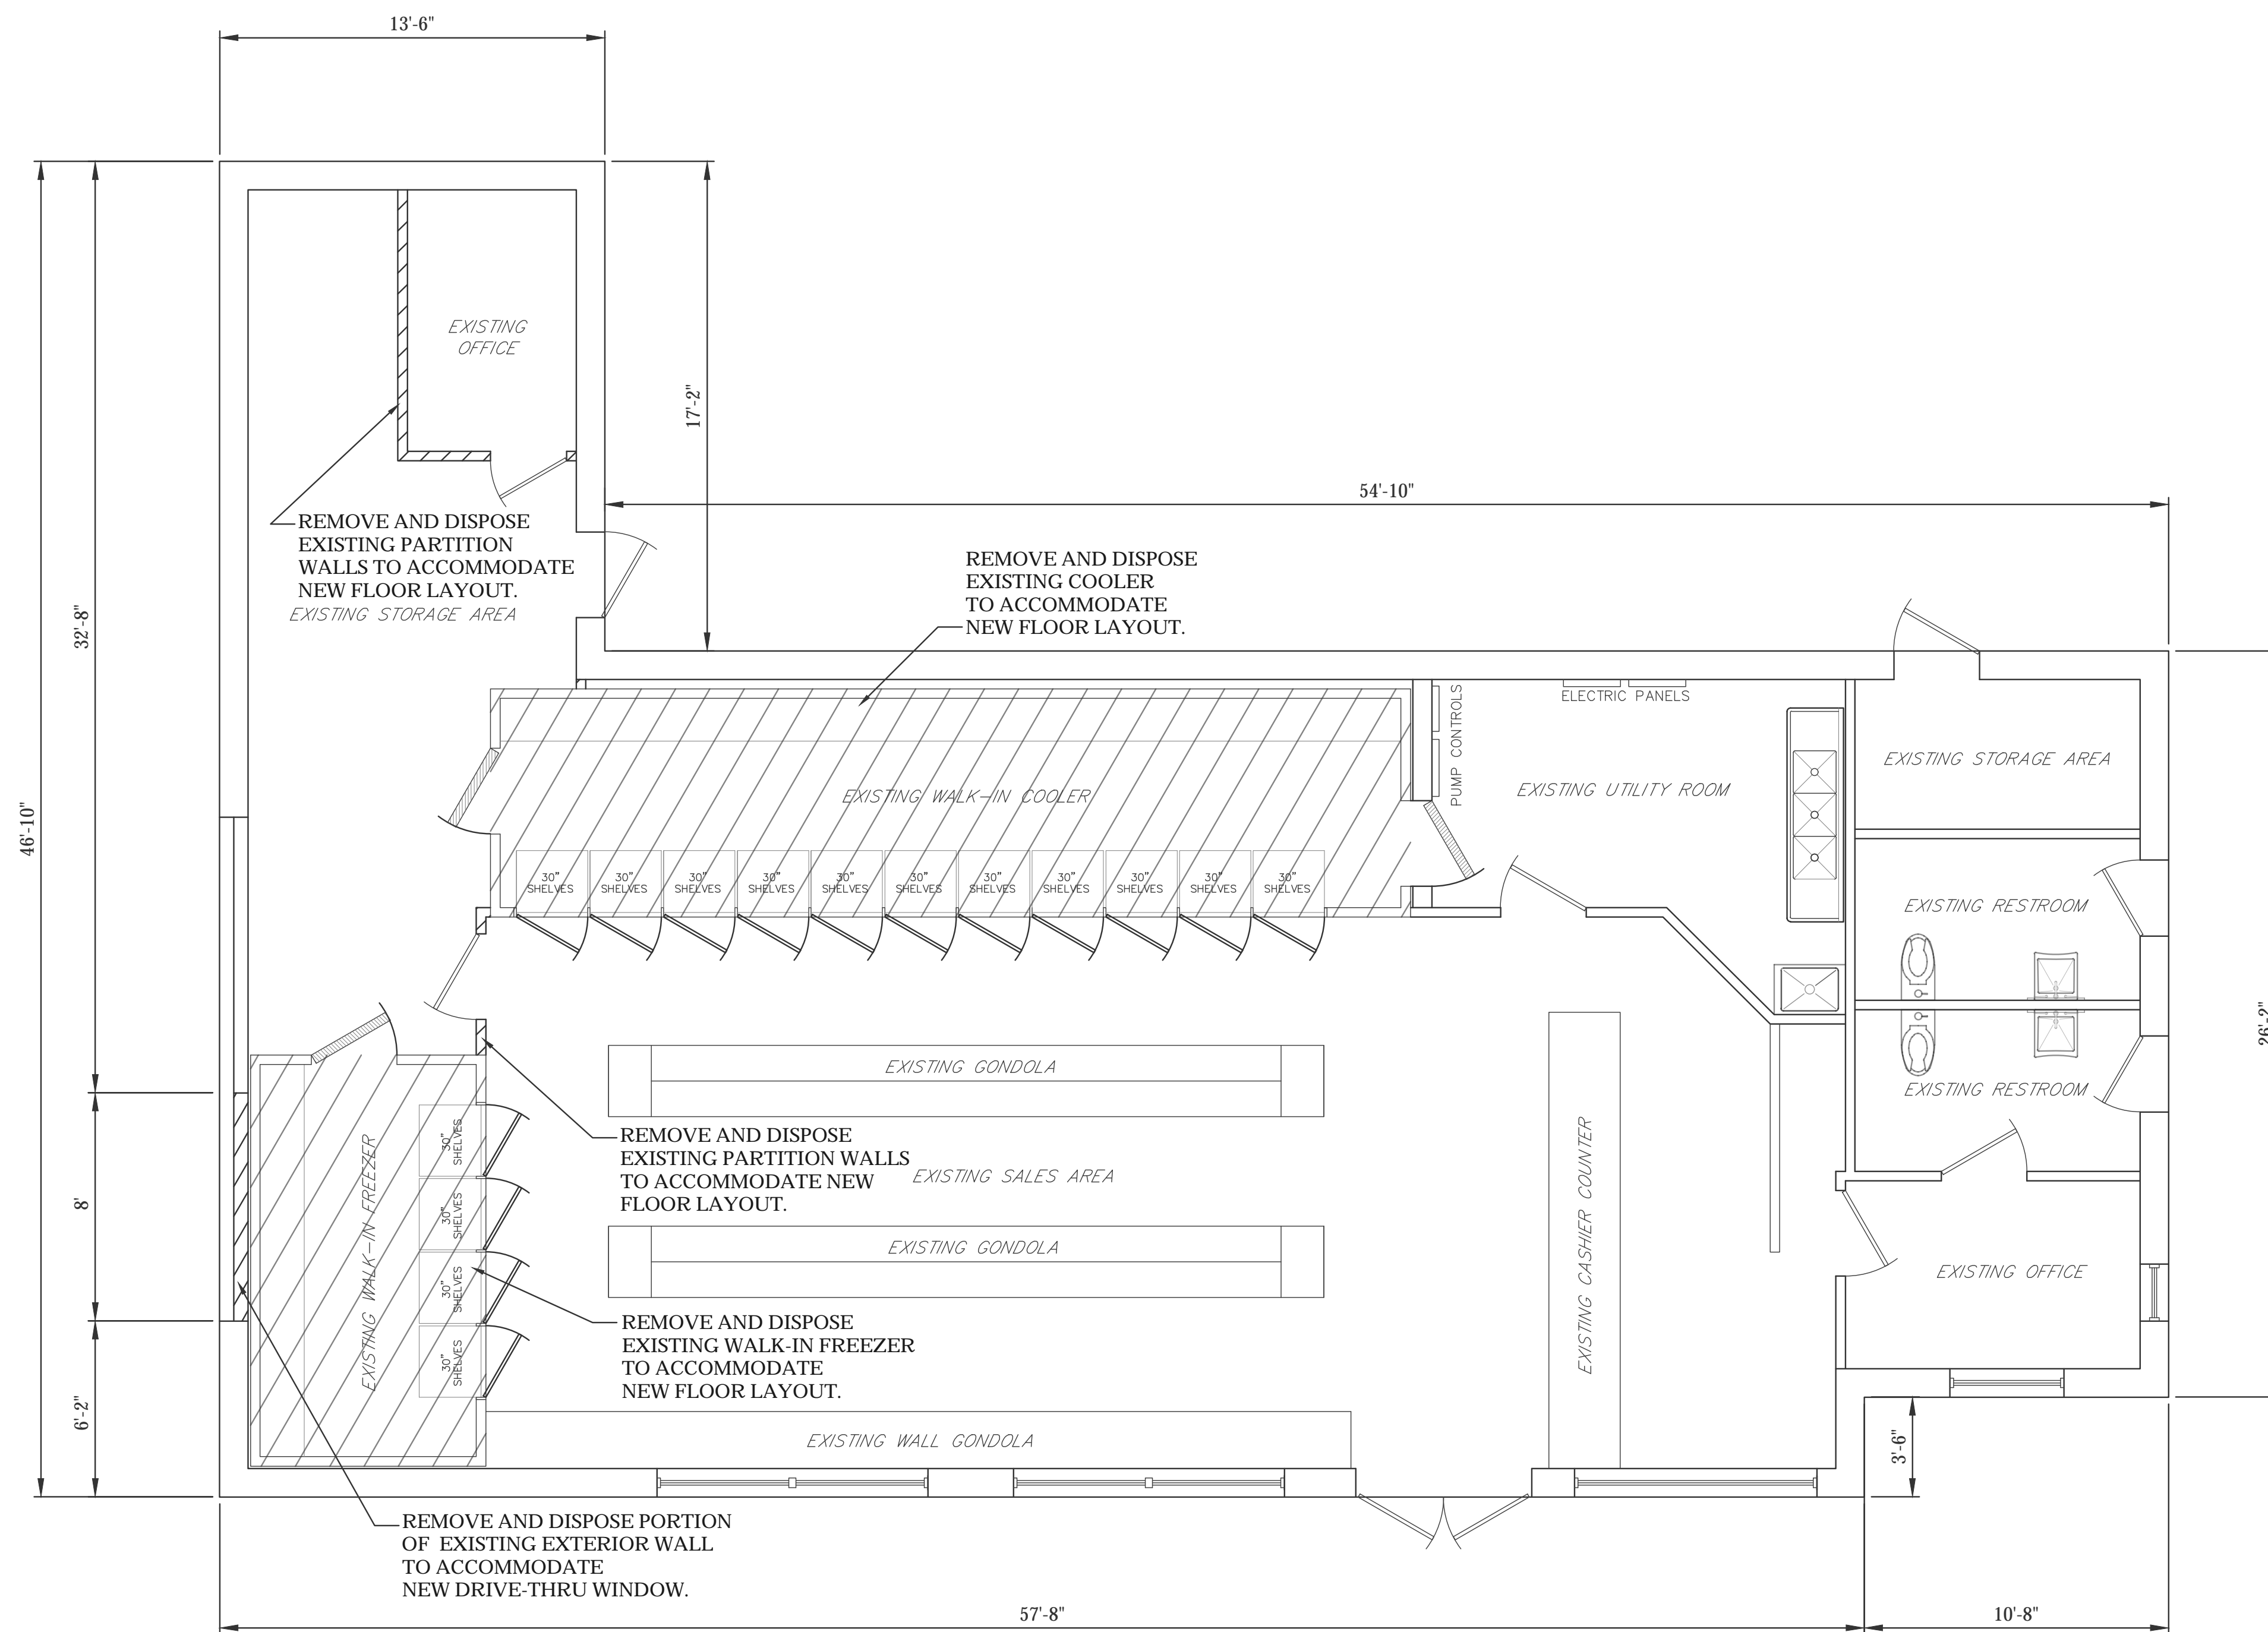 13'-6"
EXISTING
OFFICE
17'-2"
54'-10"
REMOVE AND DISPOSE
EXISTING PARTITION
WALLS TO ACCOMMODATE
NEW FLOOR LAYOUT.
EXISTING STORAGE AREA
REMOVE AND DISPOSE
EXISTING COOLER
TO ACCOMMODATE
NEW FLOOR LAYOUT.
32'-8"
46'-10"
PUMP CONTROLS
ELECTRIC PANELS
EXISTING STORAGE AREA
EXISTING UTILITY ROOM
EXISTING WALK-IN COOLER
30"
SHELVES
30"
SHELVES
30"
SHELVES
30"
SHELVES
30"
SHELVES
30"
SHELVES
30"
SHELVES
30"
SHELVES
30"
SHELVES
30"
SHELVES
30"
SHELVES
EXISTING RESTROOM
26'-2"
EXISTING GONDOLA
EXISTING RESTROOM
REMOVE AND DISPOSE
EXISTING PARTITION WALLS
TO ACCOMMODATE NEW
FLOOR LAYOUT.
EXISTING SALES AREA
30"
SHELVES
30"
SHELVES
30"
SHELVES
30"
SHELVES
EXISTING WALK-IN FREEZER
8'
EXISTING GONDOLA
EXISTING CASHIER COUNTER
EXISTING OFFICE
REMOVE AND DISPOSE
EXISTING WALK-IN FREEZER
TO ACCOMMODATE
NEW FLOOR LAYOUT.
6'-2"
EXISTING WALL GONDOLA
3'-6"
REMOVE AND DISPOSE PORTION
OF EXISTING EXTERIOR WALL
TO ACCOMMODATE
NEW DRIVE-THRU WINDOW.
57'-8"
10'-8"